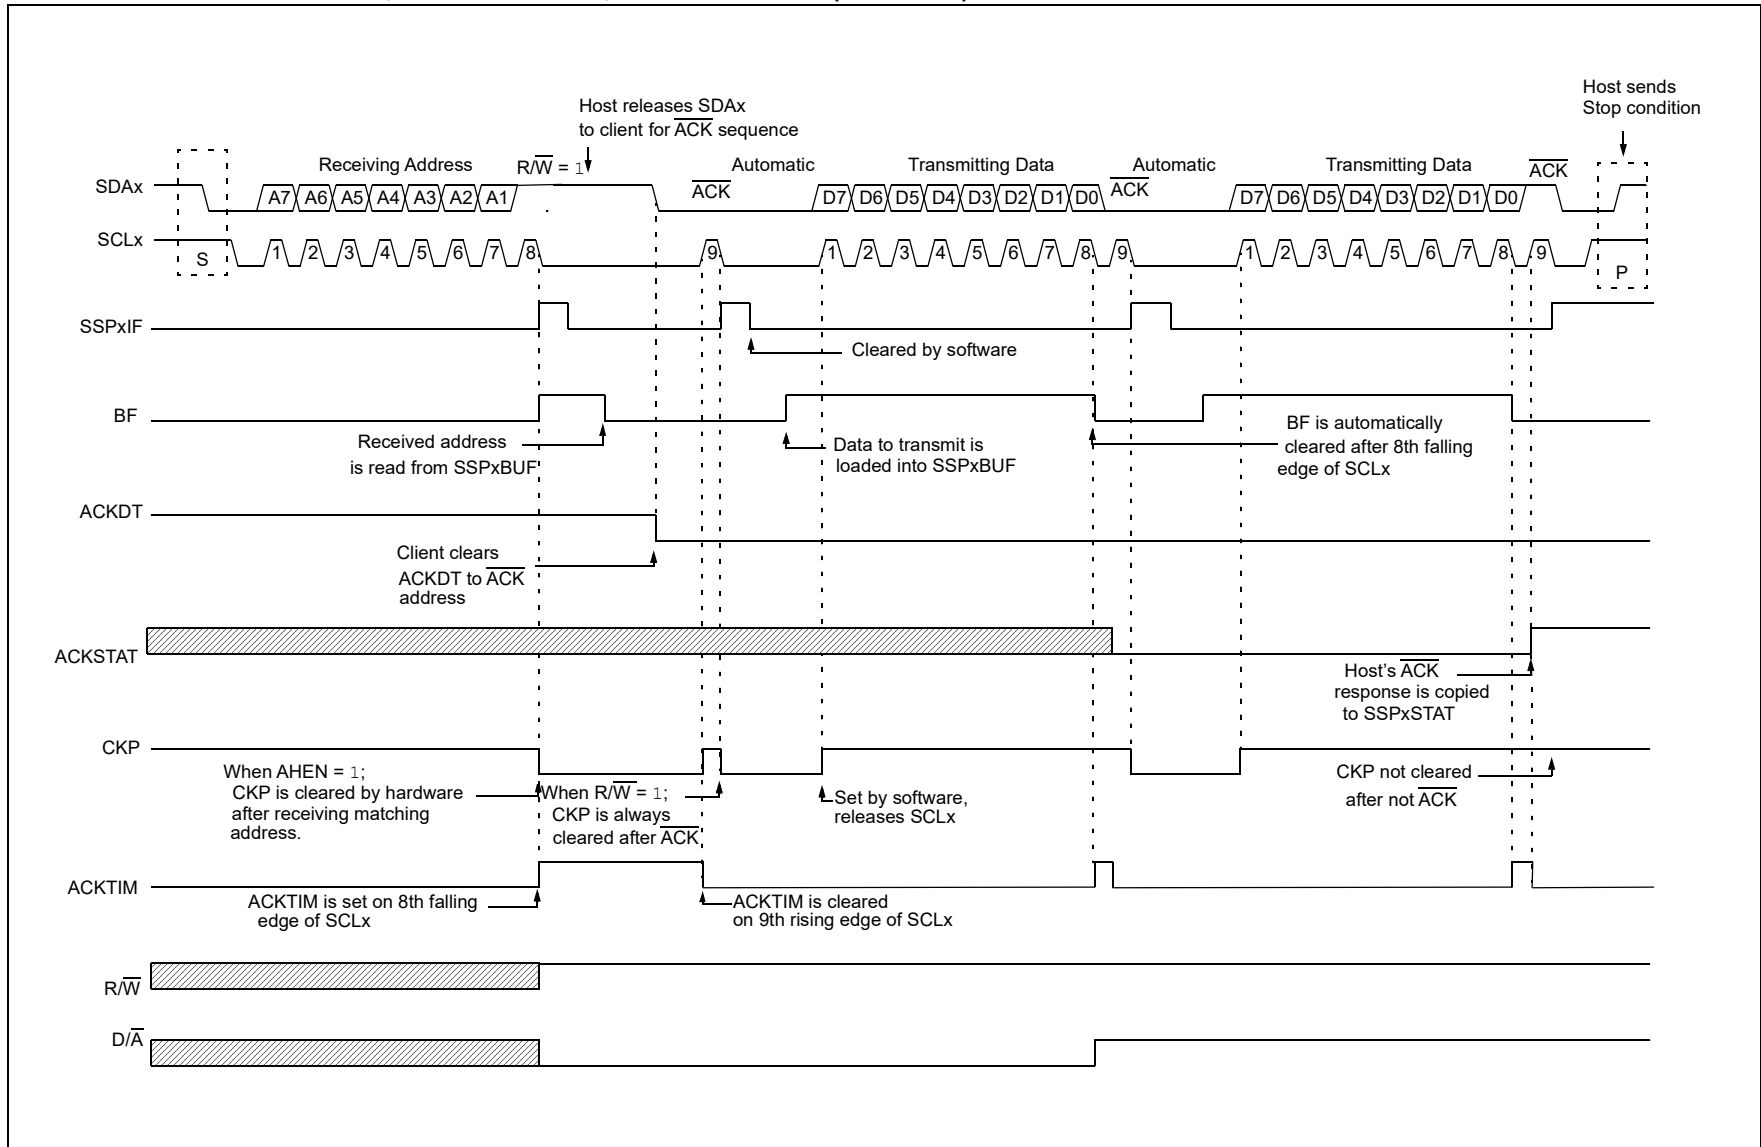 Host sends
Stop condition
Host releases SDAx
to client for ACK sequence
Receiving Address
R/W = 1
Automatic
Transmitting Data
Automatic
Transmitting Data
ACK
SDAx
A7 A6 A5 A4 A3 A2 A1
ACK
D7 D6 D5 D4 D3 D2 D1 D0
ACK
D7 D6 D5 D4 D3 D2 D1 D0
SCLx
S
1 2 3 4 5 6 7 8
9
1 2 3 4 5 6 7 8 9
1 2 3 4 5 6 7 8 9
P
SSPxIF
Cleared by software
BF
Received address
is read from SSPxBUF
Data to transmit is
loaded into SSPxBUF
BF is automatically
cleared after 8th falling
edge of SCLx
ACKDT
Client clears
ACKDT to ACK
address
ACKSTAT
Host's ACK
response is copied
to SSPxSTAT
CKP
When AHEN = 1;
CKP is cleared by hardware
after receiving matching
address.
When R/W = 1;
CKP is always
cleared after ACK
Set by software,
releases SCLx
CKP not cleared
after not ACK
ACKTIM
ACKTIM is set on 8th falling
edge of SCLx
ACKTIM is cleared
on 9th rising edge of SCLx
R/W
D/A